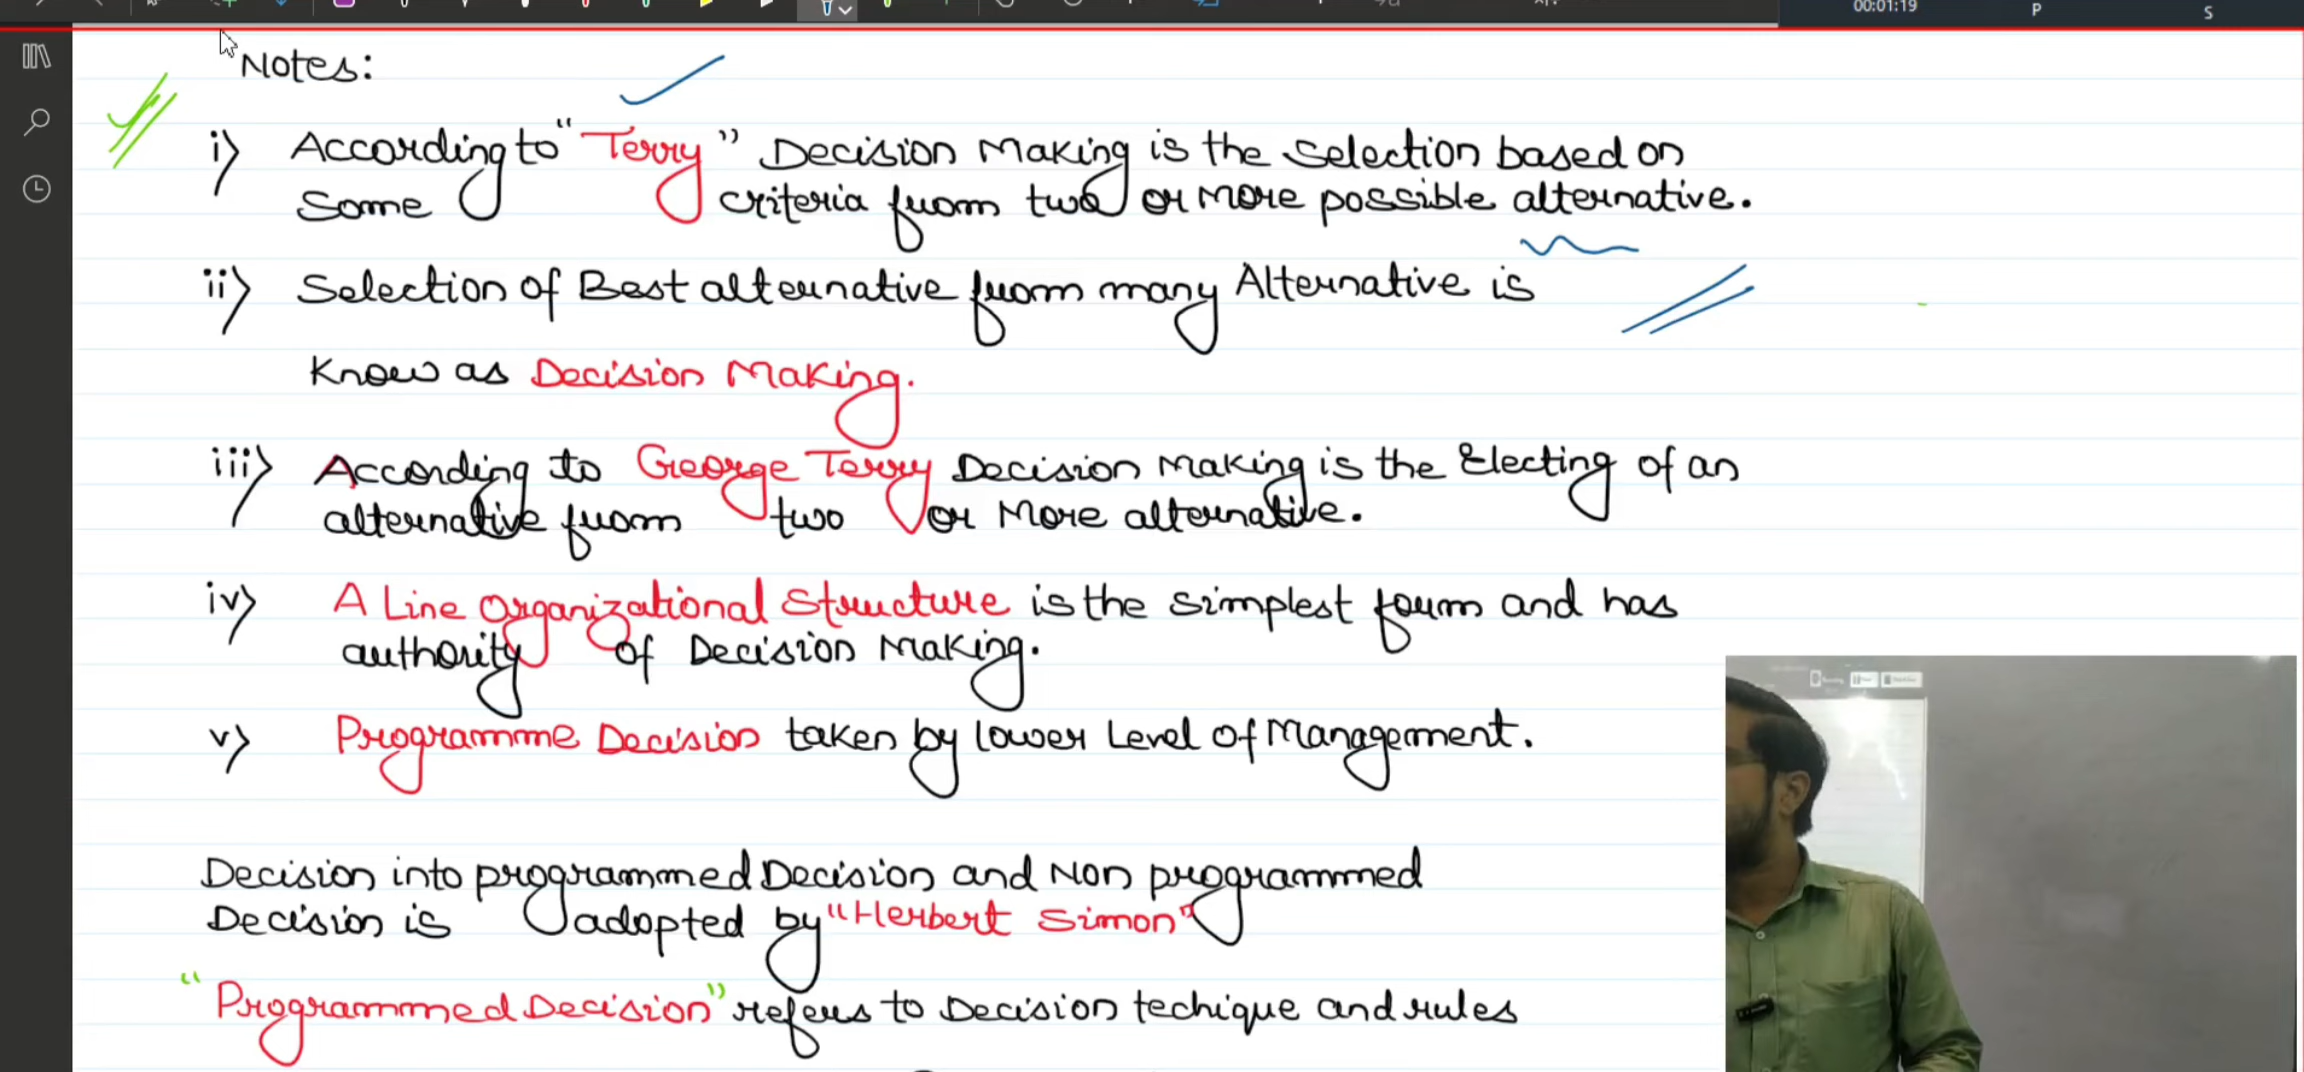 00:01:19
P
S
Notes:
i) According to "Terry" Decision Making is the Selection based on
Some criteria from two or more possible alternative.
ii) Selection of Best alternative from many Alternative is
Know as Decision Making.
iii) According to George Terry Decision Making is the Electing of an
alternative from two or More alternative.
iv) A Line Organizational Structure is the Simplest form and has
authority of Decision Making.
v) Programme Decision taken by lower Level of Management.
Decision into programmed Decision and Non programmed
Decision is adopted by "Herbert Simon"
"Programmed Decision" refers to Decision techique and rules